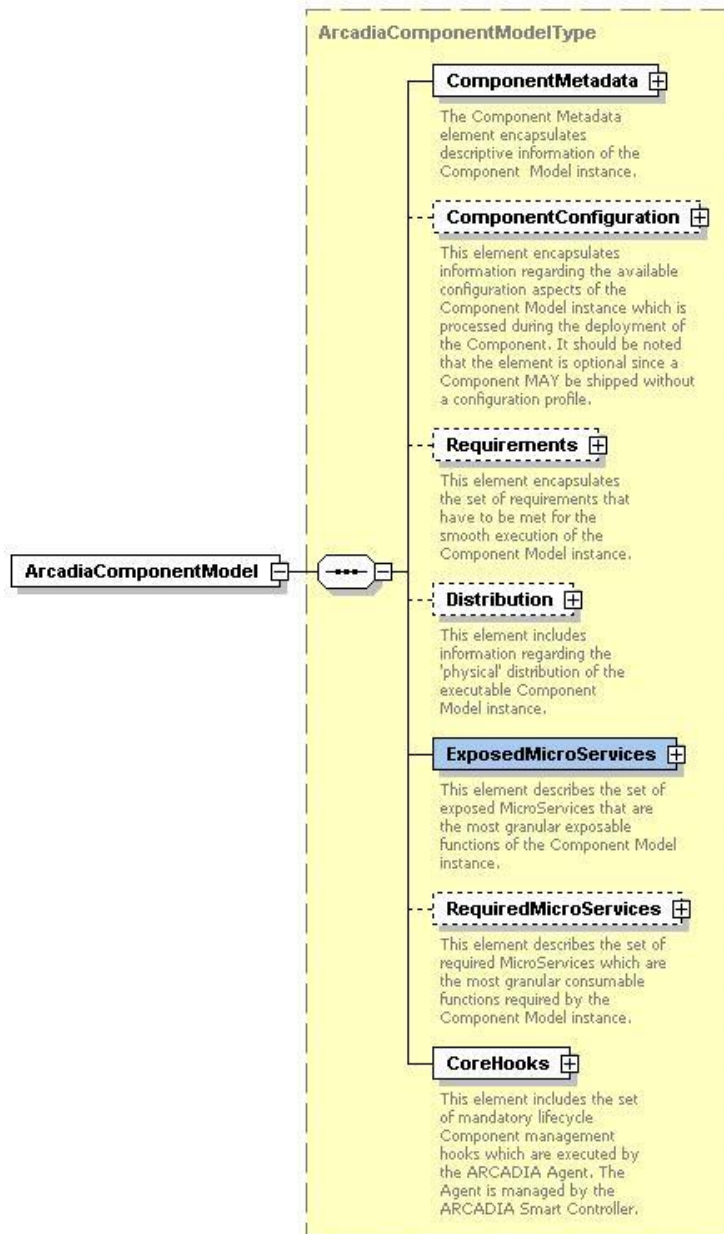 ArcadiaComponentModelType
ComponentMetadata
The Component Metadata
element encapsulates
descriptive information of the
Component Model instance.
ComponentConfiguration
This element encapsulates
information regarding the available
configuration aspects of the
Component Model instance which is
processed during the deployment of
the Component. It should be noted
that the element is optional since a
Component MAY be shipped without
a configuration profile.
Requirements
This element encapsulates
the set of requirements that
have to be met for the
smooth execution of the
Component Model instance.
ArcadiaComponentModel
Distribution
This element includes
information regarding the
'physical' distribution of the
executable Component
Model instance.
ExposedMicroServices
This element describes the set of
exposed MicroServices that are
the most granular exposable
functions of the Component Model
instance.
RequiredMicroServices
This element describes the set of
required MicroServices which are
the most granular consumable
functions required by the
Component Model instance.
CoreHooks
This element includes the set
of mandatory lifecycle
Component management
hooks which are executed by
the ARCADIA Agent. The
Agent is managed by the
ARCADIA Smart Controller.